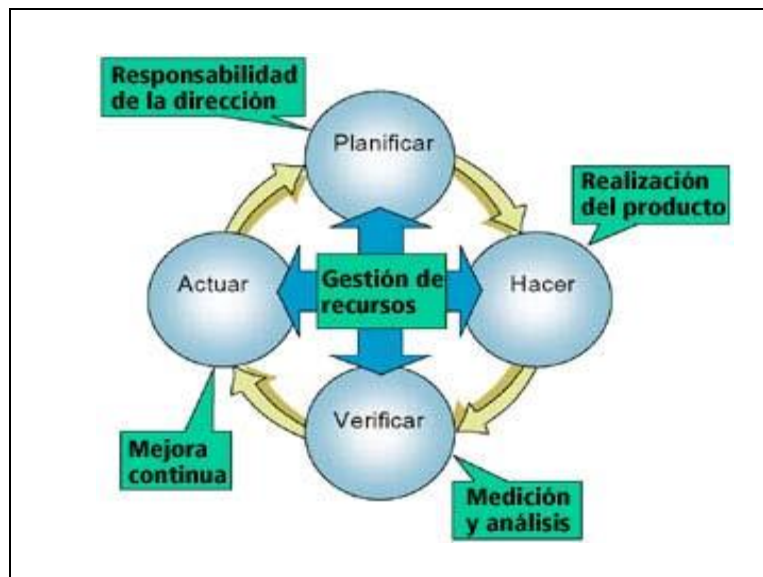 Responsabilidad
de la dirección
Planificar
Realización
del producto
Actuar
Gestión de
recursos
Hacer
Verificar
Mejora
continua
Medición
y análisis